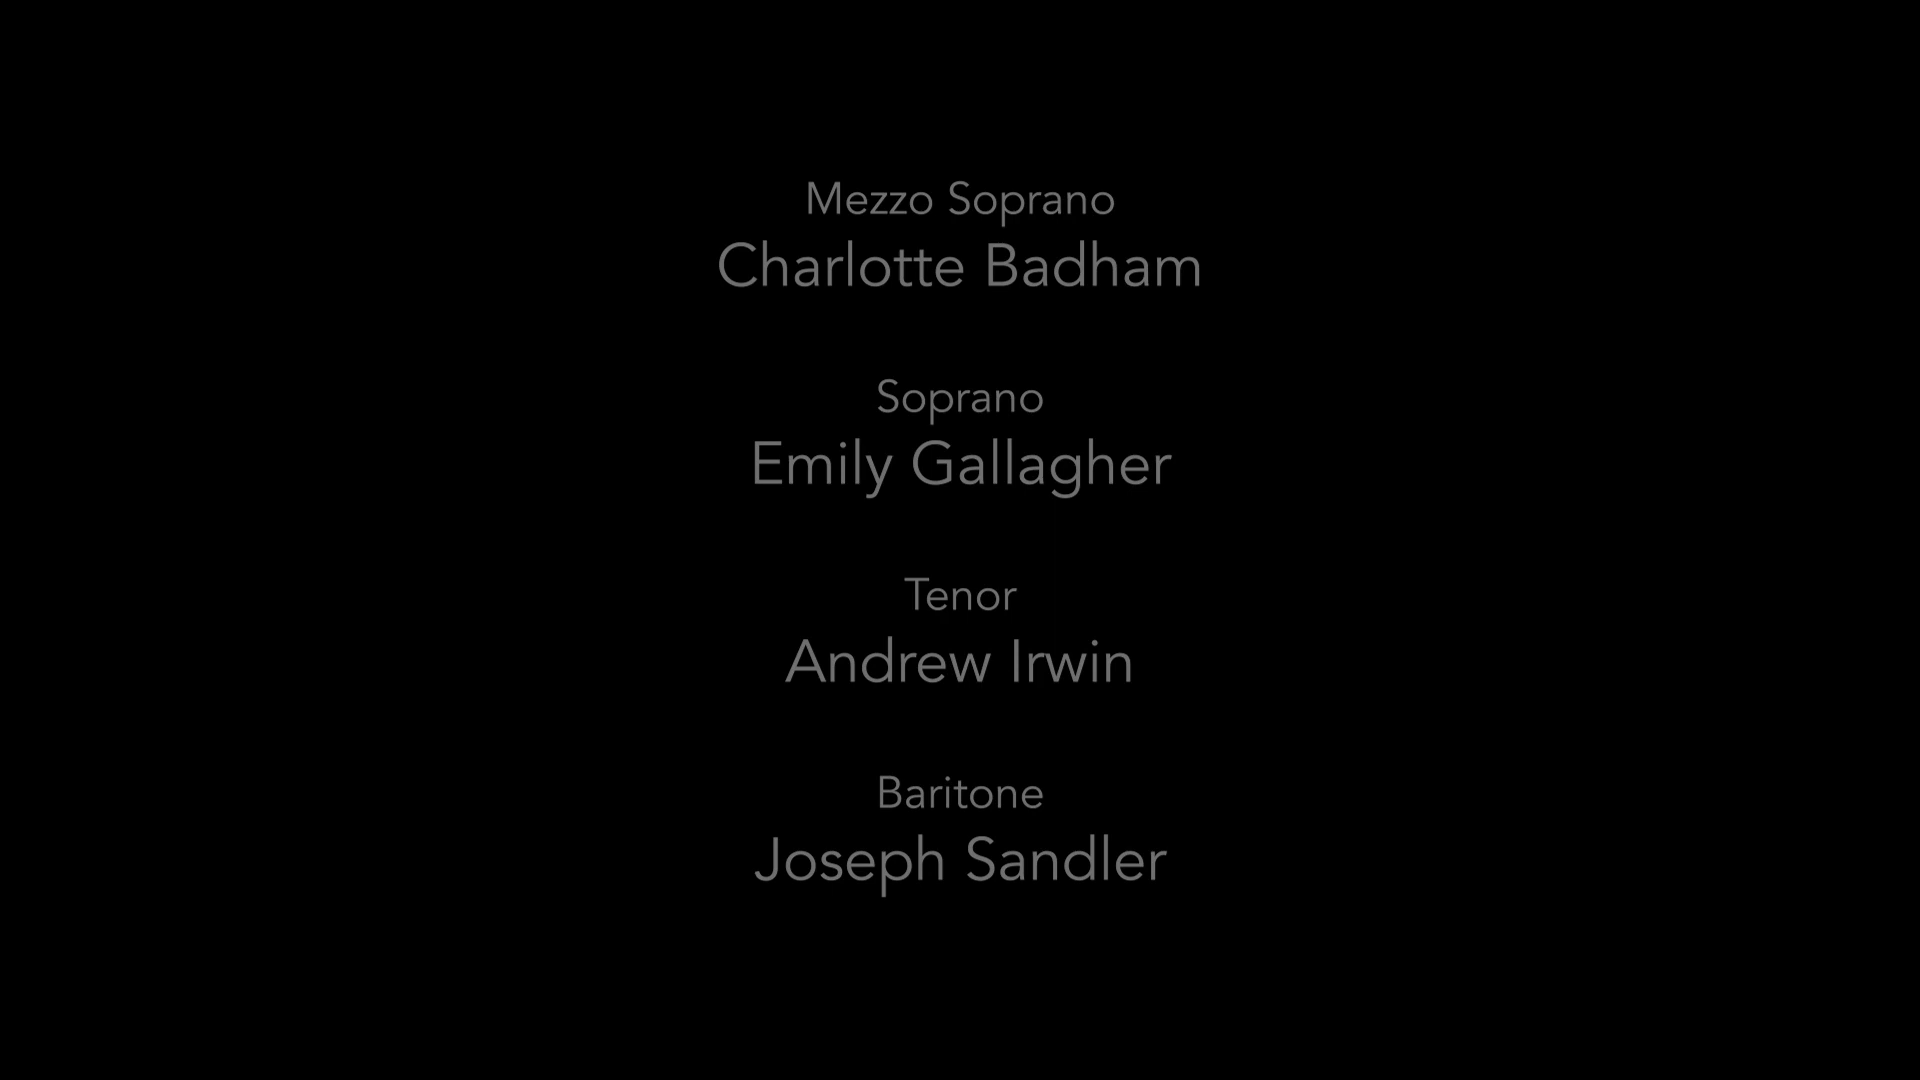 Mezzo Soprano
Charlotte Badham
Soprano
Emily Gallagher
Tenor
Andrew Irwin
Baritone
Joseph Sandler